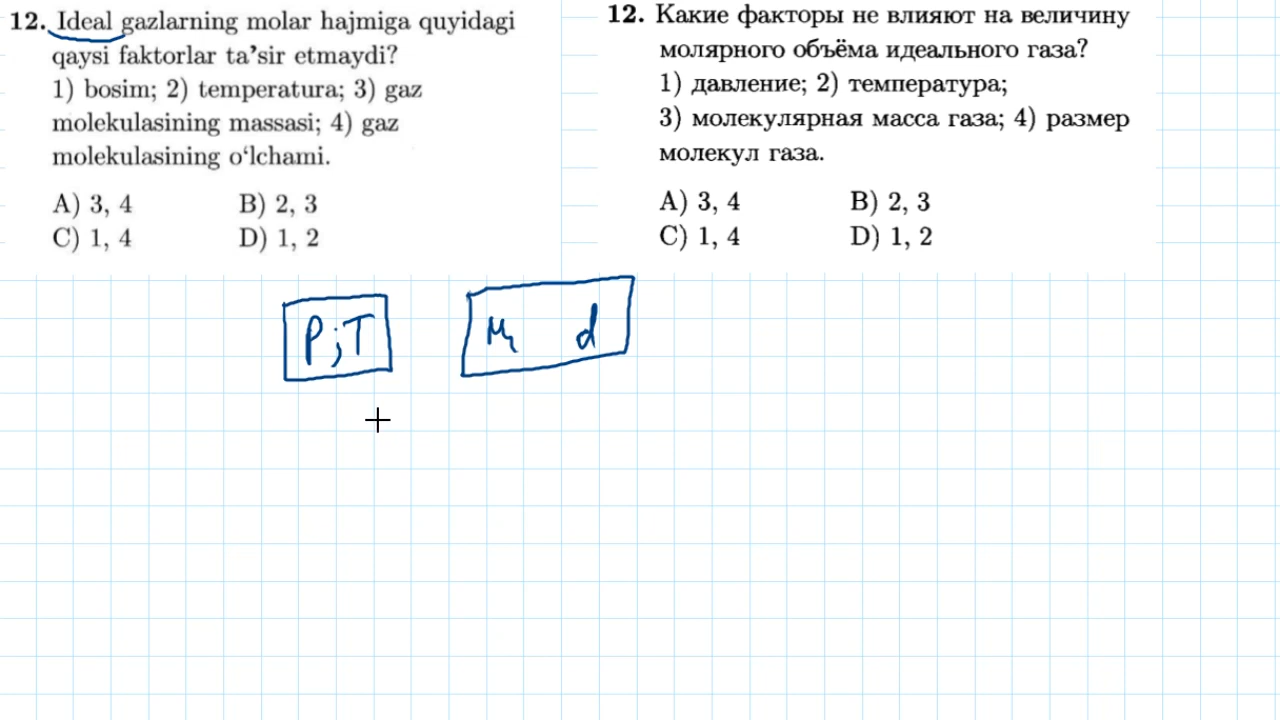 12. Ideal gazlarning molar hajmiga quyidagi
qaysi faktorlar ta'sir etmaydi?
1) bosim; 2) temperatura; 3) gaz
molekulasining massasi; 4) gaz
molekulasining o‘lchami.
A) 3, 4 B) 2, 3
C) 1, 4 D) 1, 2
12. Какие факторы не влияют на величину
молярного объёма идеального газа?
1) давление; 2) температура;
3) молекулярная масса газа; 4) размер
молекул газа.
A) 3, 4 B) 2, 3
C) 1, 4 D) 1, 2
P; T
d